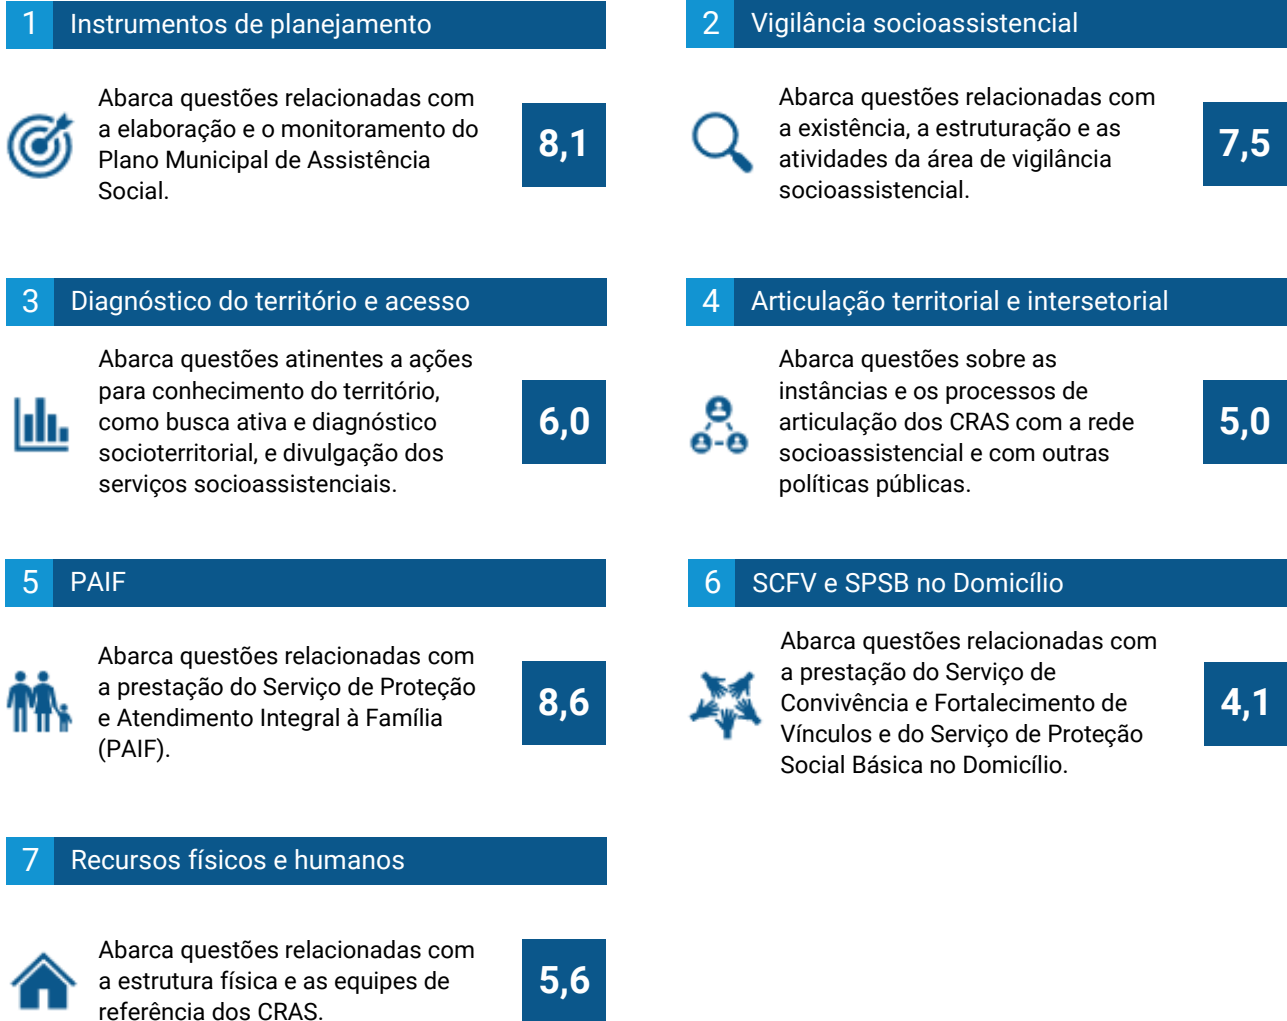 1 Instrumentos de planejamento
Abarca questões relacionadas com
a elaboração e o monitoramento do
Plano Municipal de Assistência
Social.
8,1
2 Vigilância socioassistencial
Abarca questões relacionadas com
a existência, a estruturação e as
atividades da área de vigilância
socioassistencial.
7,5
3 Diagnóstico do território e acesso
Abarca questões atinentes a ações
para conhecimento do território,
como busca ativa e diagnóstico
socioterritorial, e divulgação dos
serviços socioassistenciais.
6,0
4 Articulação territorial e intersetorial
Abarca questões sobre as
instâncias e os processos de
articulação dos CRAS com a rede
socioassistencial e com outras
políticas públicas.
5,0
5 PAIF
Abarca questões relacionadas com
a prestação do Serviço de Proteção
e Atendimento Integral à Família
(PAIF).
8,6
6 SCFV e SPSB no Domicílio
Abarca questões relacionadas com
a prestação do Serviço de
Convivência e Fortalecimento de
Vínculos e do Serviço de Proteção
Social Básica no Domicílio.
4,1
7 Recursos físicos e humanos
Abarca questões relacionadas com
a estrutura física e as equipes de
referência dos CRAS.
5,6